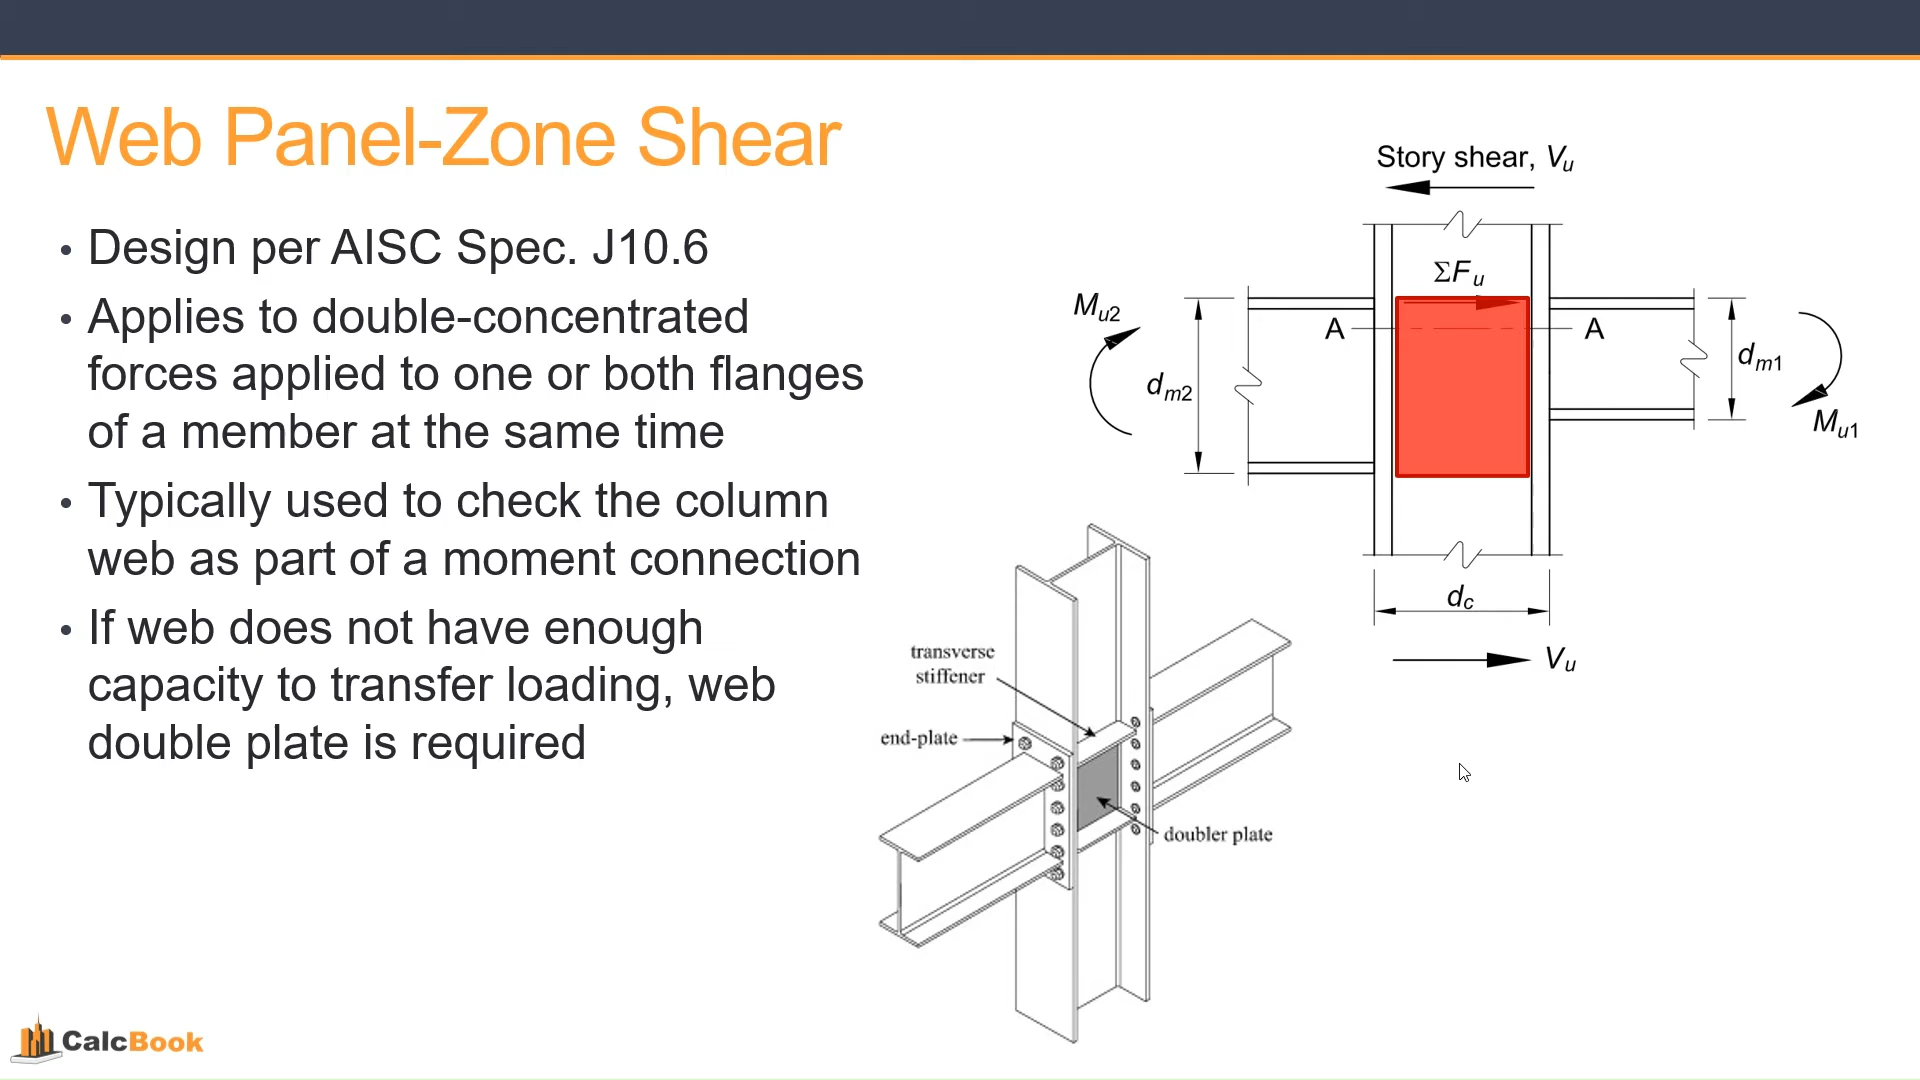 Web Panel-Zone Shear
• Design per AISC Spec. J10.6
• Applies to double-concentrated
forces applied to one or both flanges
of a member at the same time
• Typically used to check the column
web as part of a moment connection
• If web does not have enough
capacity to transfer loading, web
double plate is required
Story shear, Vu
ΣFu
Mu2
A
A
dm2
dm1
Mu1
dc
Vu
transverse
stiffener
end-plate
doubler plate
CalcBook